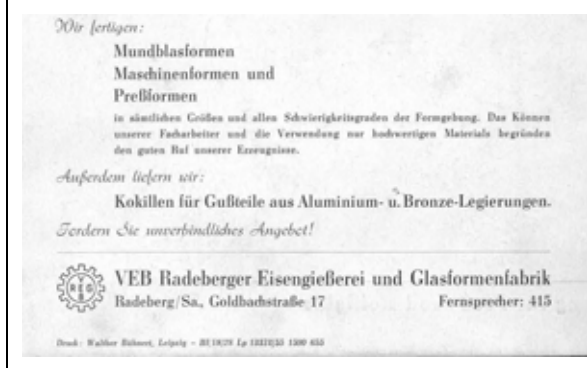 Wir fertigen:
Mundblasformen
Maschinenformen und
Preßformen
in sämtlichen Größen und allen Schwierigkeitsgraden der Formgebung. Das Können
unserer Facharbeiter und die Verwendung nur hochwertigen Materials begründen
den guten Ruf unserer Erzeugnisse.
Außerdem liefern wir:
Kokillen für Gußteile aus Aluminium- u. Bronze-Legierungen.
Fordern Sie unverbindliches Angebot!
VEB Radeberger Eisengießerei und Glasformenfabrik
Radeberg/Sa., Goldbachstraße 17 Fernsprecher: 415
Druck: Walther Leipzig